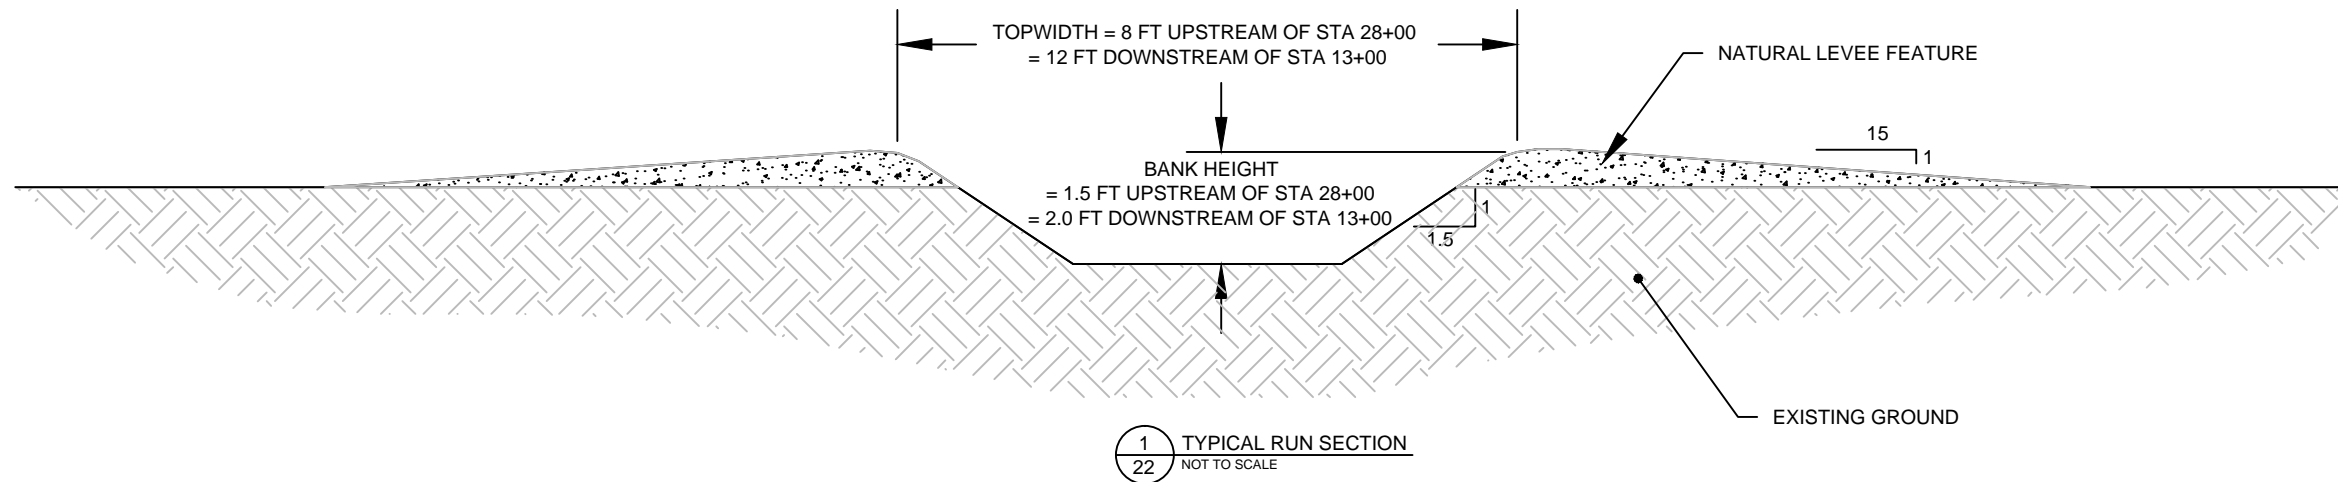 TOPWIDTH = 8 FT UPSTREAM OF STA 28+00
= 12 FT DOWNSTREAM OF STA 13+00
NATURAL LEVEE FEATURE
15
1
BANK HEIGHT
= 1.5 FT UPSTREAM OF STA 28+00
= 2.0 FT DOWNSTREAM OF STA 13+00
1
1.5
EXISTING GROUND
1
22
TYPICAL RUN SECTION
NOT TO SCALE